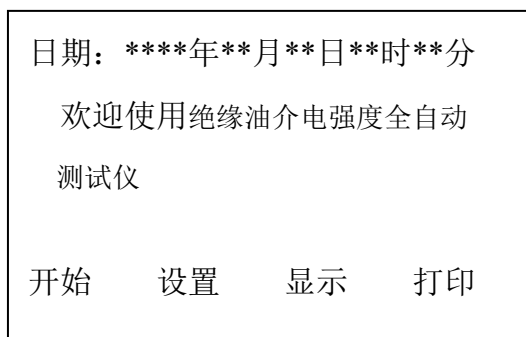 日期：****年**月**日**时**分
欢迎使用绝缘油介电强度全自动
测试仪
开始 设置 显示 打印